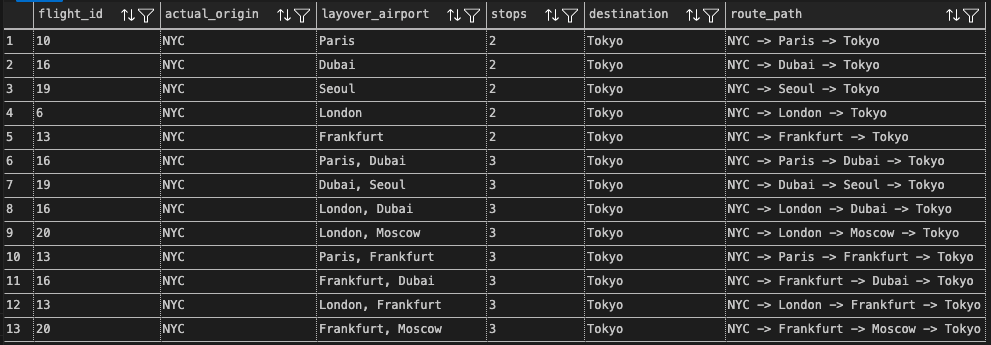 flight_id actual_origin layover_airport stops destination route_path
1 10 NYC Paris 2 Tokyo NYC -> Paris -> Tokyo
2 16 NYC Dubai 2 Tokyo NYC -> Dubai -> Tokyo
3 19 NYC Seoul 2 Tokyo NYC -> Seoul -> Tokyo
4 6 NYC London 2 Tokyo NYC -> London -> Tokyo
5 13 NYC Frankfurt 2 Tokyo NYC -> Frankfurt -> Tokyo
6 16 NYC Paris, Dubai 3 Tokyo NYC -> Paris -> Dubai -> Tokyo
7 19 NYC Dubai, Seoul 3 Tokyo NYC -> Dubai -> Seoul -> Tokyo
8 16 NYC London, Dubai 3 Tokyo NYC -> London -> Dubai -> Tokyo
9 20 NYC London, Moscow 3 Tokyo NYC -> London -> Moscow -> Tokyo
10 13 NYC Paris, Frankfurt 3 Tokyo NYC -> Paris -> Frankfurt -> Tokyo
11 16 NYC Frankfurt, Dubai 3 Tokyo NYC -> Frankfurt -> Dubai -> Tokyo
12 13 NYC London, Frankfurt 3 Tokyo NYC -> London -> Frankfurt -> Tokyo
13 20 NYC Frankfurt, Moscow 3 Tokyo NYC -> Frankfurt -> Moscow -> Tokyo